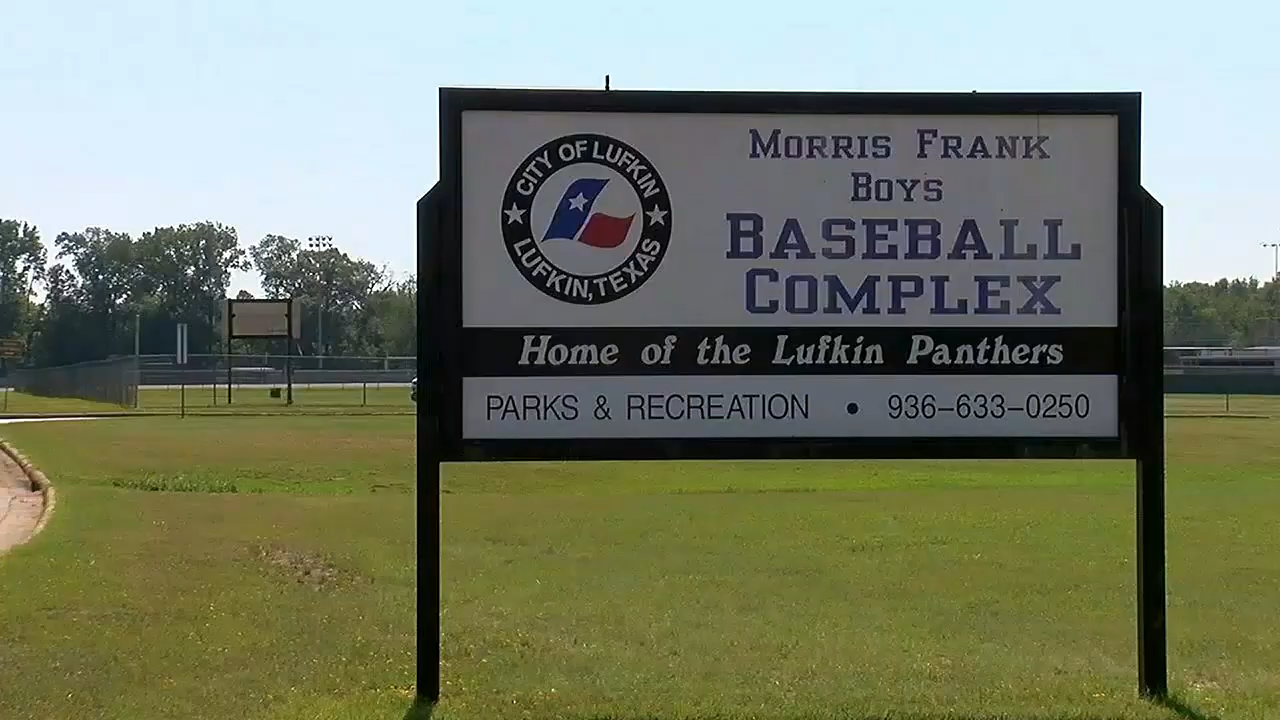 CITY OF LUFKIN
LUFKIN, TEXAS
MORRIS FRANK
BOYS
BASEBALL
COMPLEX
Home of the Lufkin Panthers
PARKS & RECREATION • 936-633-0250